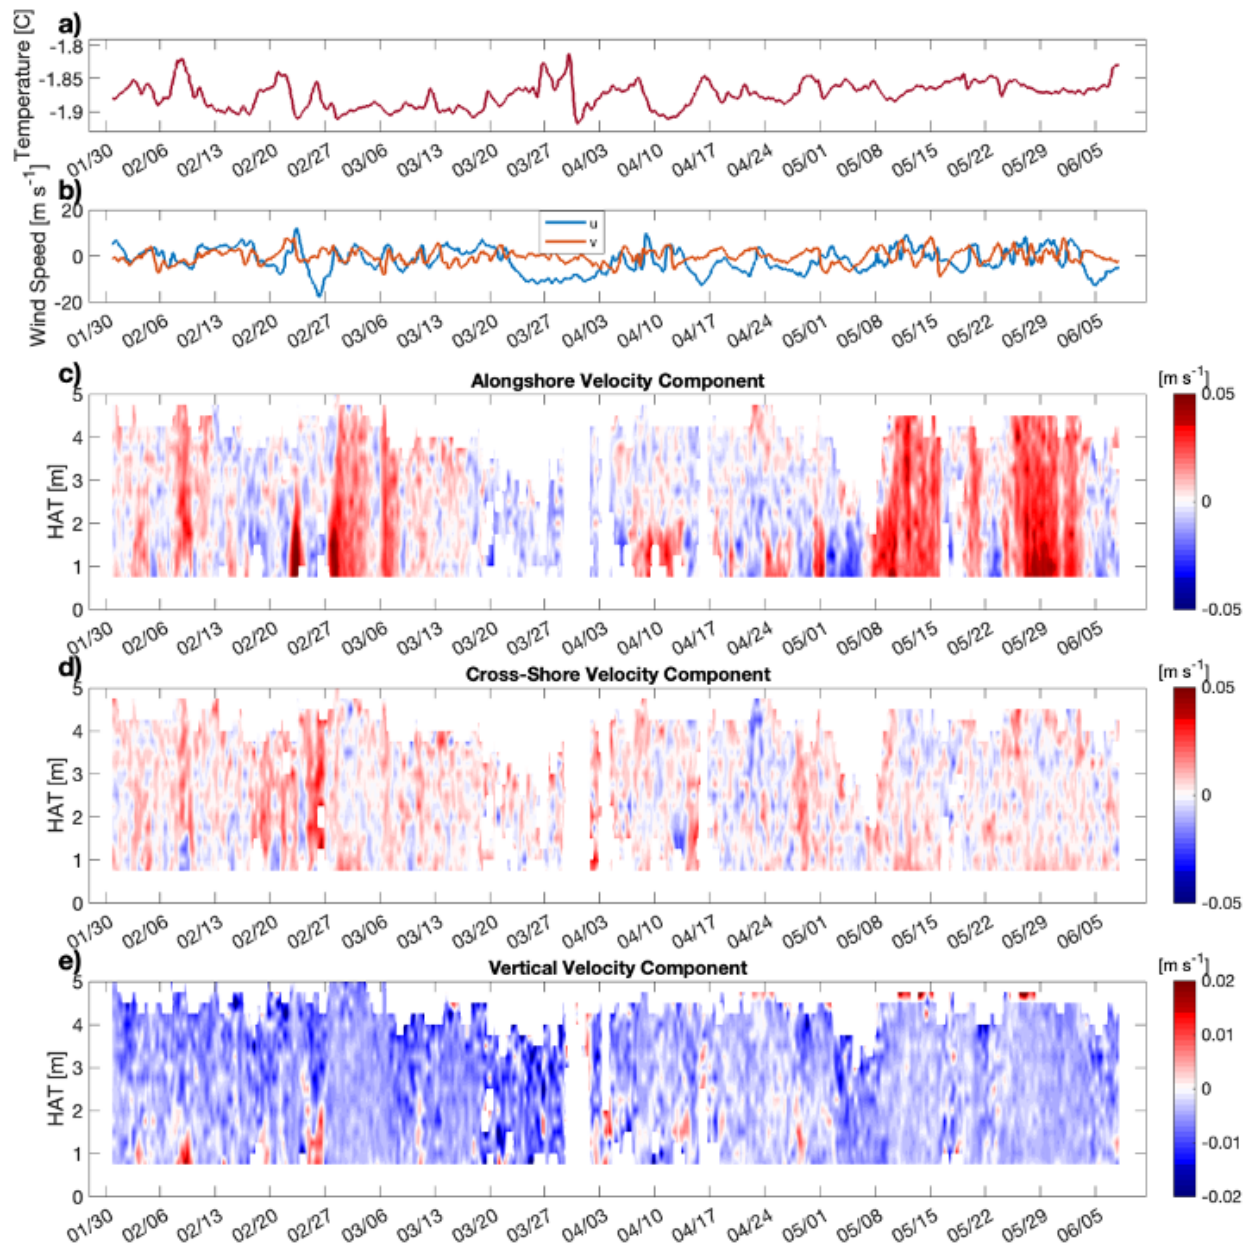 a)
Temperature [C]
-1.8
-1.85
-1.9
01/30 02/06 02/13 02/20 02/27 03/06 03/13 03/20 03/27 04/03 04/10 04/17 04/24 05/01 05/08 05/15 05/22 05/29 06/05
b)
Wind Speed [m s-1]
20
0
-20
u
v
01/30 02/06 02/13 02/20 02/27 03/06 03/13 03/20 03/27 04/03 04/10 04/17 04/24 05/01 05/08 05/15 05/22 05/29 06/05
c)
Alongshore Velocity Component
[m s-1]
HAT [m]
5
4
3
2
1
0
0.05
0
-0.05
01/30 02/06 02/13 02/20 02/27 03/06 03/13 03/20 03/27 04/03 04/10 04/17 04/24 05/01 05/08 05/15 05/22 05/29 06/05
d)
Cross-Shore Velocity Component
[m s-1]
HAT [m]
5
4
3
2
1
0
0.05
0
-0.05
01/30 02/06 02/13 02/20 02/27 03/06 03/13 03/20 03/27 04/03 04/10 04/17 04/24 05/01 05/08 05/15 05/22 05/29 06/05
e)
Vertical Velocity Component
[m s-1]
HAT [m]
5
4
3
2
1
0
0.02
0.01
0
-0.01
-0.02
01/30 02/06 02/13 02/20 02/27 03/06 03/13 03/20 03/27 04/03 04/10 04/17 04/24 05/01 05/08 05/15 05/22 05/29 06/05